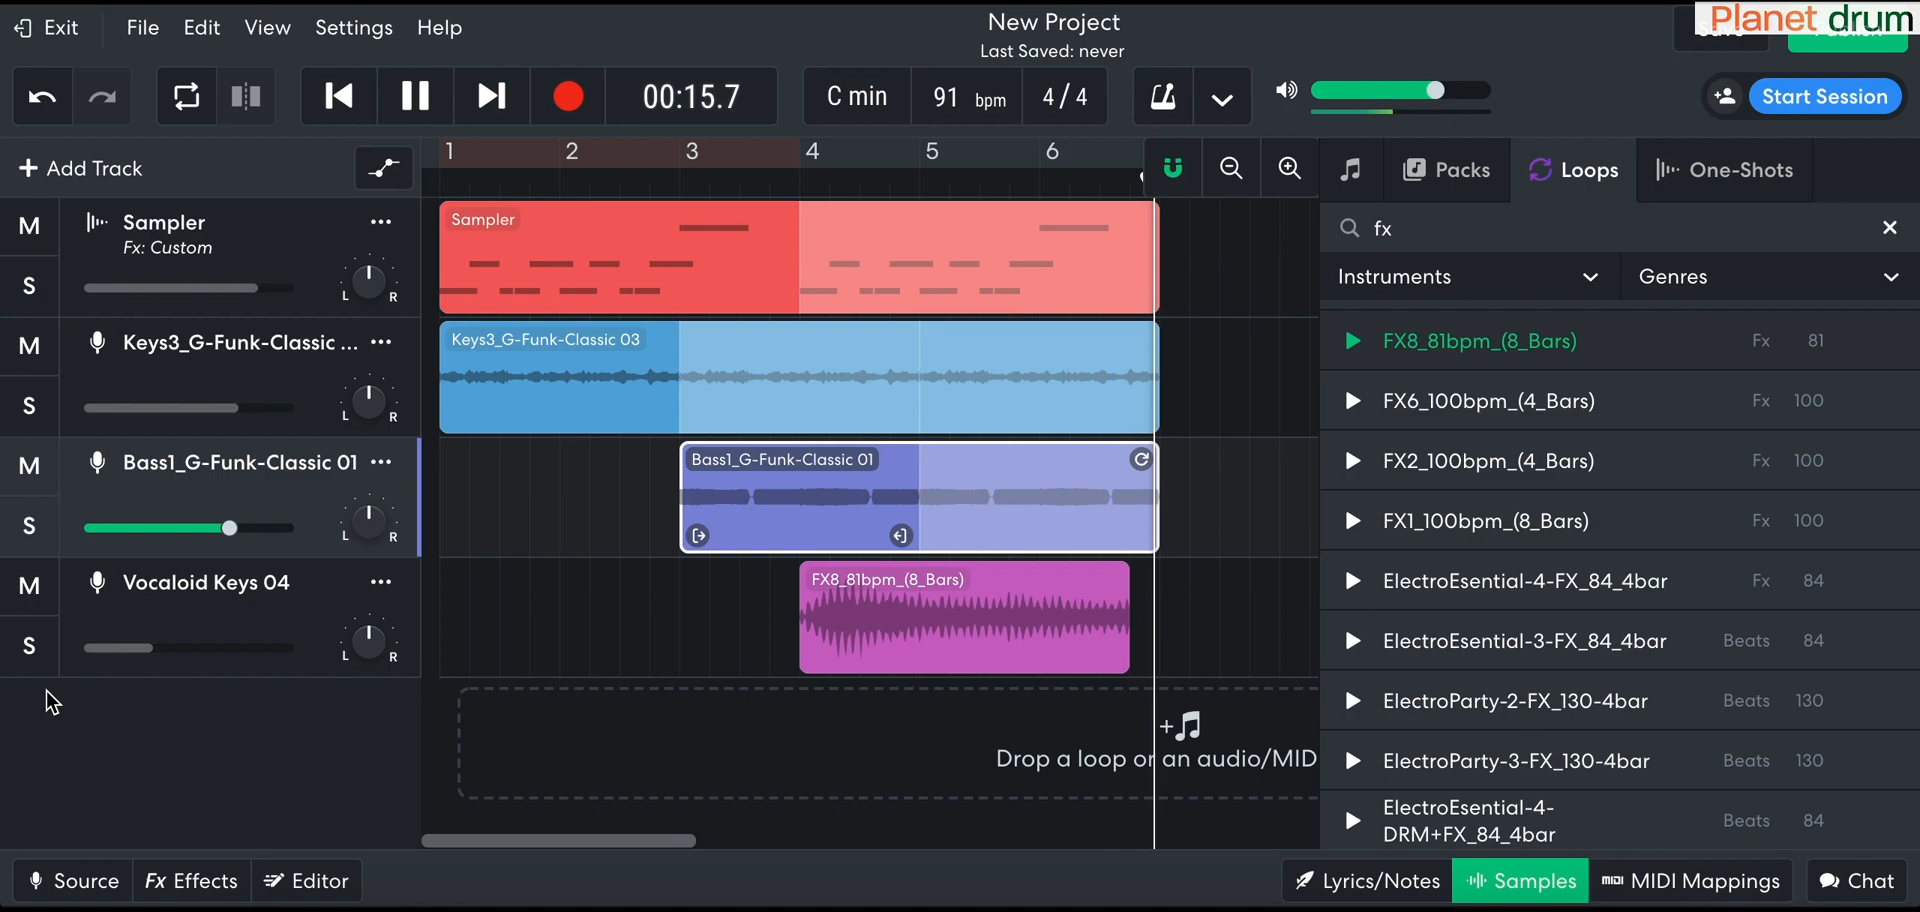 Exit File Edit View Settings Help
New Project
Last Saved: never
Planet drum
00:15.7
C min 91 bpm 4 / 4
Start Session
+ Add Track
1 2 3 4 5 6
Packs Loops One-Shots
M Sampler ...
Fx: Custom
S L R
Sampler
fx
Instruments Genres
M Keys3_G-Funk-Classic ... ...
S L R
Keys3_G-Funk-Classic 03
M Bass1_G-Funk-Classic 01 ...
S L R
Bass1_G-Funk-Classic 01
M Vocaloid Keys 04 ...
S L R
FX8_81bpm_(8_Bars)
Drop a loop or an audio/MID
FX8_81bpm_(8_Bars) Fx 81
FX6_100bpm_(4_Bars) Fx 100
FX2_100bpm_(4_Bars) Fx 100
FX1_100bpm_(8_Bars) Fx 100
ElectroEsential-4-FX_84_4bar Fx 84
ElectroEsential-3-FX_84_4bar Beats 84
ElectroParty-2-FX_130-4bar Beats 130
ElectroParty-3-FX_130-4bar Beats 130
ElectroEsential-4-
DRM+FX_84_4bar Beats 84
Source Fx Effects Editor
Lyrics/Notes Samples MIDI MIDI Mappings Chat